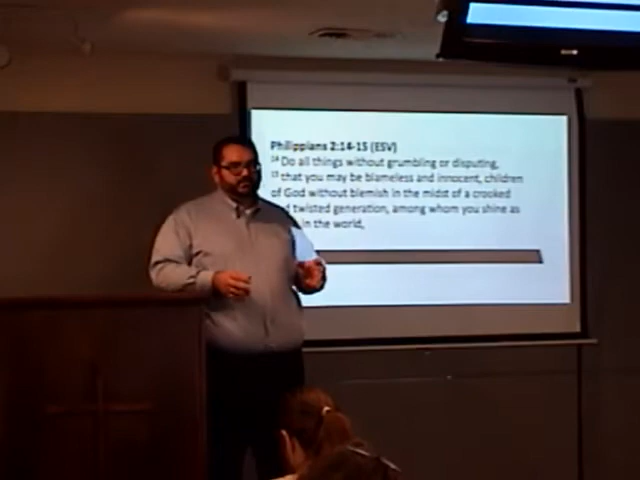 Philippians 2:14-15 (ESV)
14 Do all things without grumbling or disputing,
15 that you may be blameless and innocent, children
of God without blemish in the midst of a crooked
twisted generation, among whom you shine as
in the world,